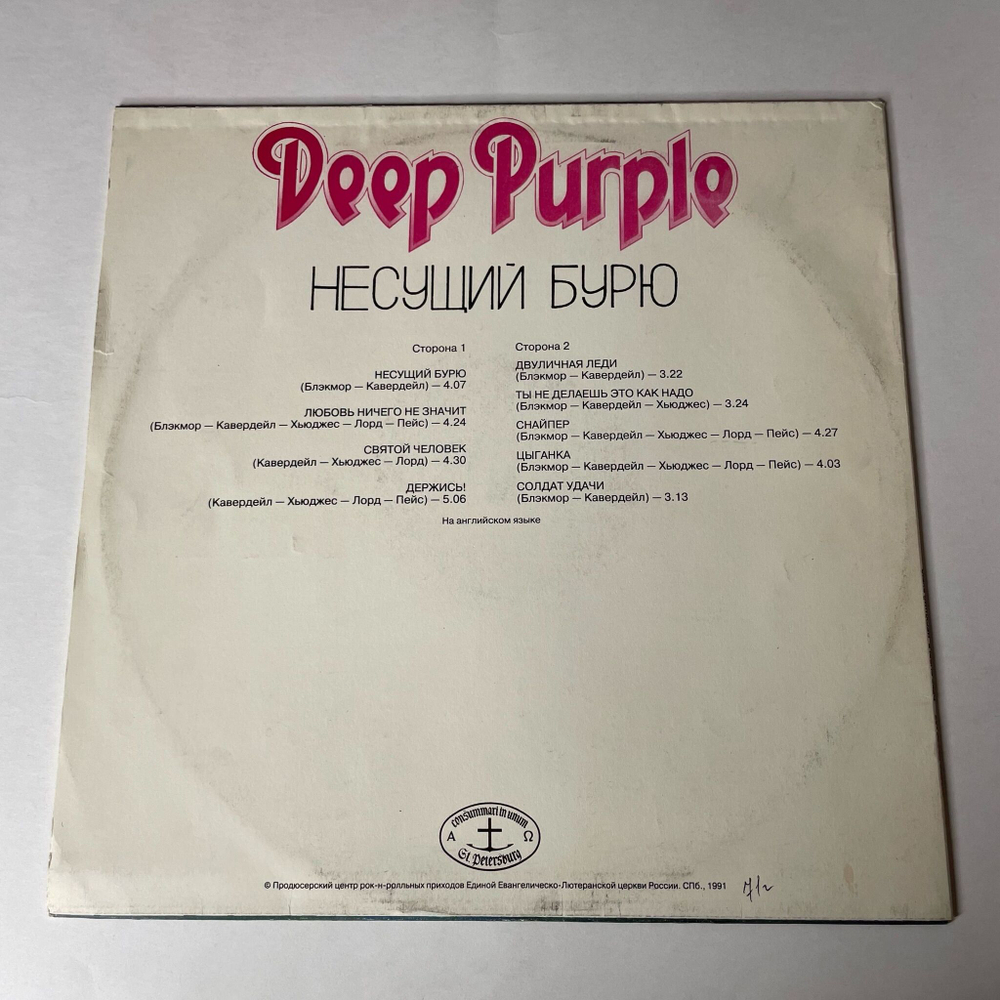 Deep Purple
НЕСУЩИЙ БУРЮ
Сторона 1
НЕСУЩИЙ БУРЮ
(Блэкмор — Кавердейл) — 4.07
ЛЮБОВЬ НИЧЕГО НЕ ЗНАЧИТ
(Блэкмор — Кавердейл — Хьюджес — Лорд — Пейс) — 4.24
СВЯТОЙ ЧЕЛОВЕК
(Кавердейл — Хьюджес — Лорд) — 4.30
ДЕРЖИСЬ!
(Кавердейл — Хьюджес — Лорд — Пейс) — 5.06
Сторона 2
ДВУЛИЧНАЯ ЛЕДИ
(Блэкмор — Кавердейл) — 3.22
ТЫ НЕ ДЕЛАЕШЬ ЭТО КАК НАДО
(Блэкмор — Кавердейл — Хьюджес) — 3.24
СНАЙПЕР
(Блэкмор — Кавердейл — Хьюджес — Лорд — Пейс) — 4.27
ЦЫГАНКА
(Блэкмор — Кавердейл — Хьюджес — Лорд — Пейс) — 4.03
СОЛДАТ УДАЧИ
(Блэкмор — Кавердейл) — 3.13
На английском языке
consummari in unum
Α Ω
St. Petersburg
© Продюсерский центр рок-н-ролльных приходов Единой Евангелическо-Лютеранской церкви России. СПб., 1991